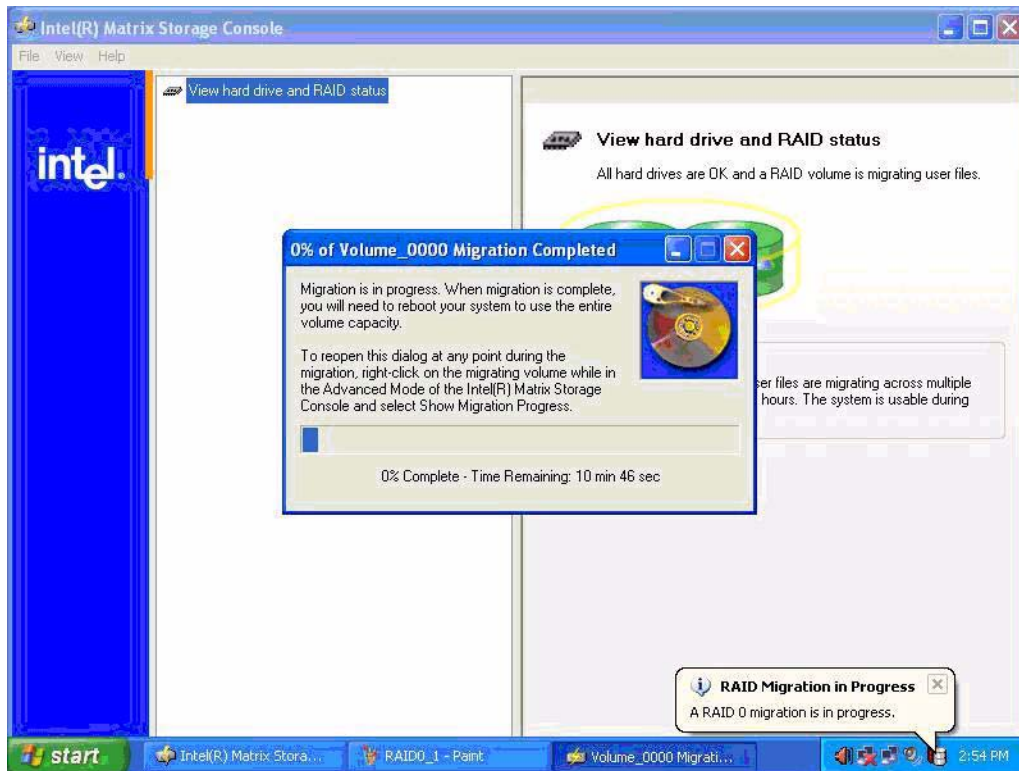 Intel(R) Matrix Storage Console
File View Help
intel.
View hard drive and RAID status
View hard drive and RAID status
All hard drives are OK and a RAID volume is migrating user files.
0% of Volume_0000 Migration Completed
Migration is in progress. When migration is complete,
you will need to reboot your system to use the entire
volume capacity.
To reopen this dialog at any point during the
migration, right-click on the migrating volume while in
the Advanced Mode of the Intel(R) Matrix Storage
Console and select Show Migration Progress.
0% Complete - Time Remaining: 10 min 46 sec
ser files are migrating across multiple
hours. The system is usable during
RAID Migration in Progress
A RAID 0 migration is in progress.
start
Intel(R) Matrix Stora...
RAID0_1 - Paint
Volume_0000 Migrati...
2:54 PM